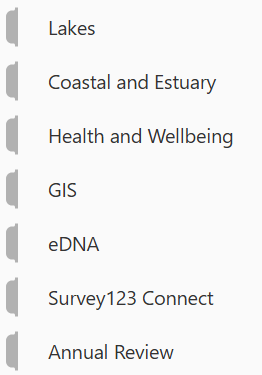 Lakes
Coastal and Estuary
Health and Wellbeing
GIS
eDNA
Survey123 Connect
Annual Review